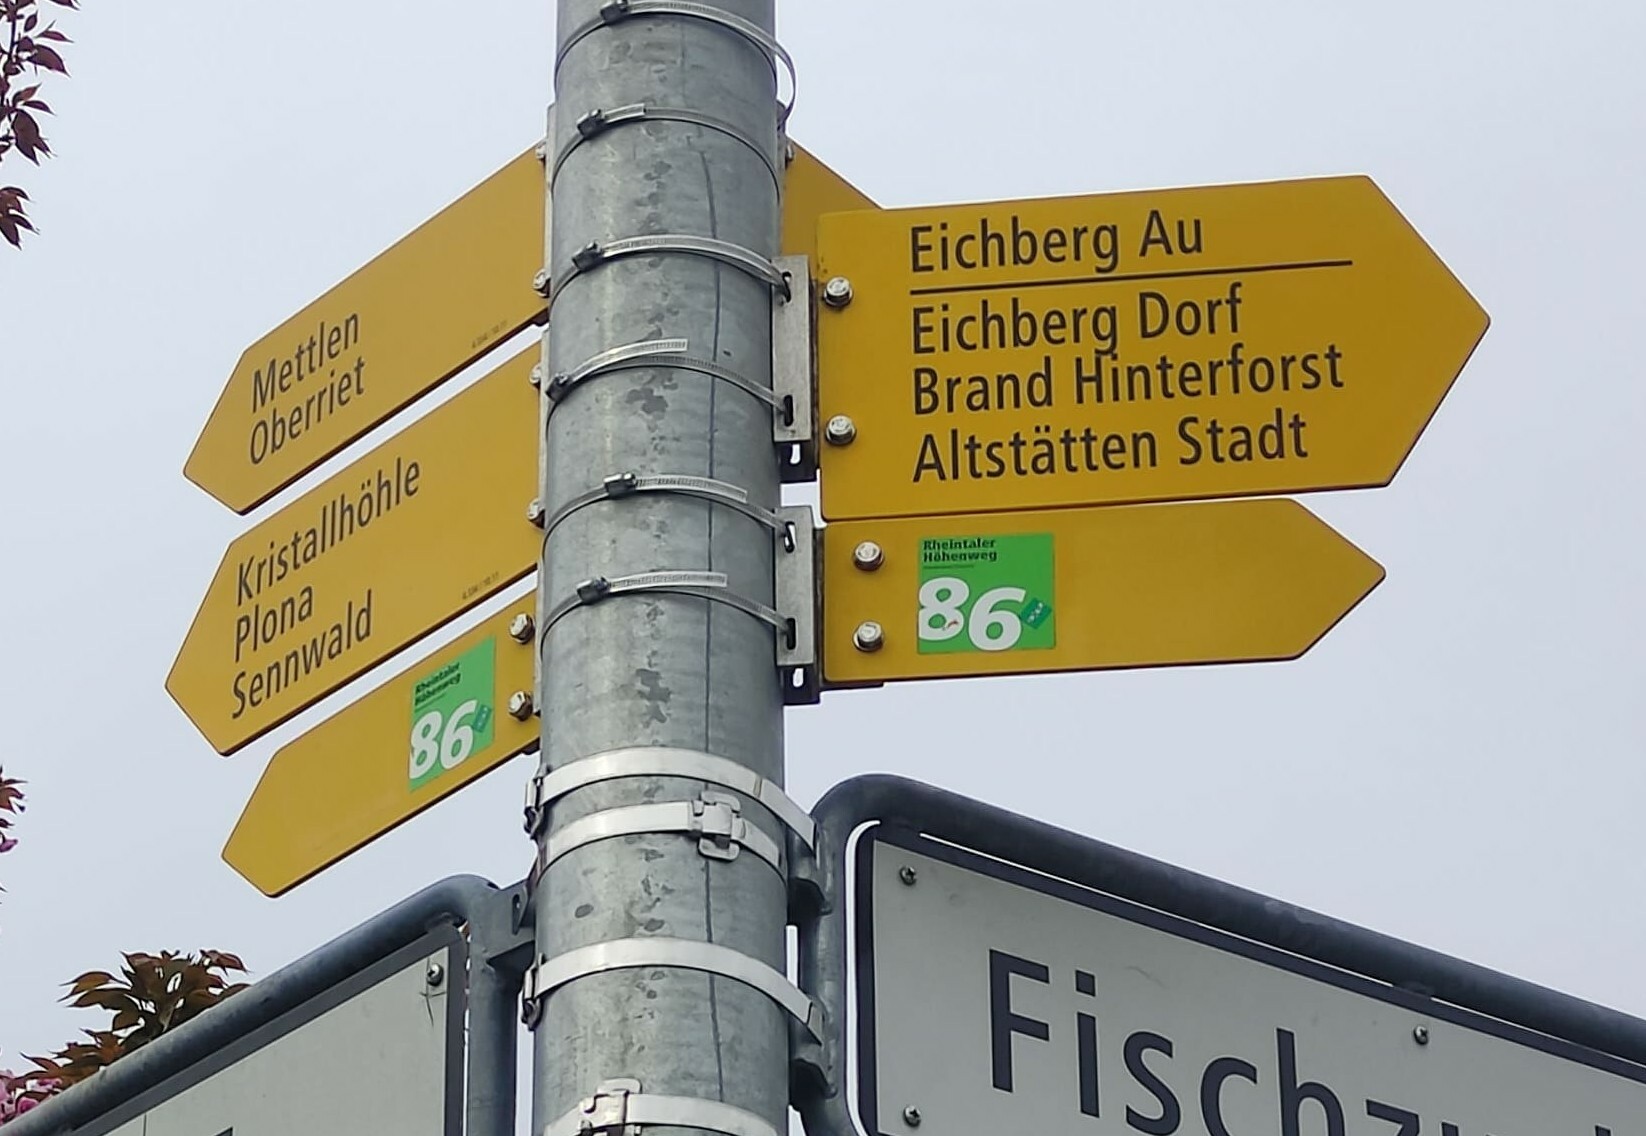 Mettlen
Oberriet
Kristallhöhle
Plona
Sennwald
Rheintaler
Höhenweg
86
Eichberg Au
Eichberg Dorf
Brand Hinterforst
Altstätten Stadt
Rheintaler
Höhenweg
86